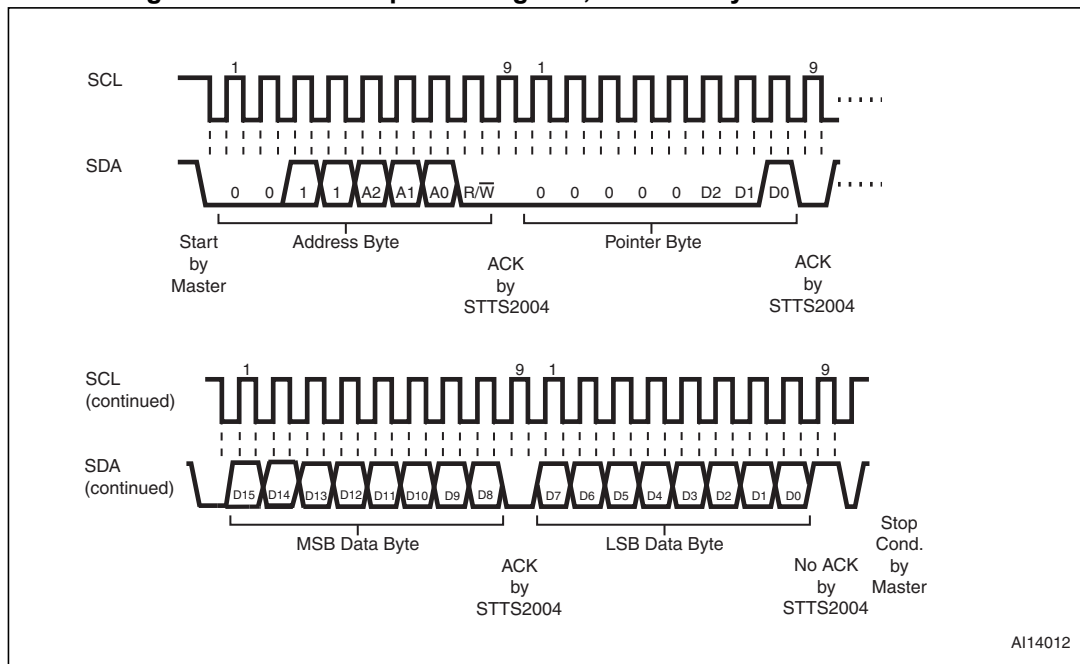 SCL
1 9 1 9
SDA
0 0 1 1 A2 A1 A0 R/W 0 0 0 0 0 D2 D1 D0
Address Byte Pointer Byte
Start
by
Master
ACK
by
STTS2004
ACK
by
STTS2004
SCL
(continued)
1 9 1 9
SDA
(continued)
D15 D14 D13 D12 D11 D10 D9 D8 D7 D6 D5 D4 D3 D2 D1 D0
MSB Data Byte LSB Data Byte
ACK
by
STTS2004
No ACK
by
STTS2004
Stop
Cond.
by
Master
AI14012